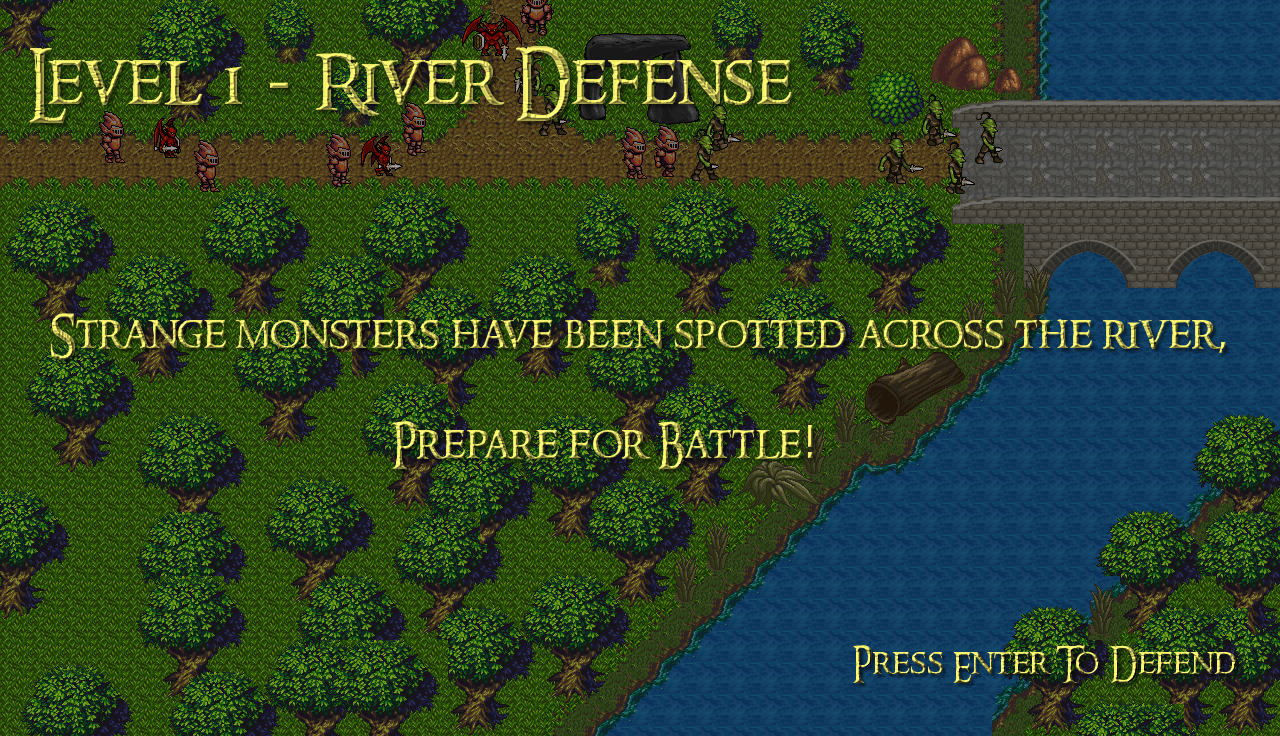 Level 1 - River Defense
Strange monsters have been spotted across the river,
Prepare for Battle!
Press Enter To Defend